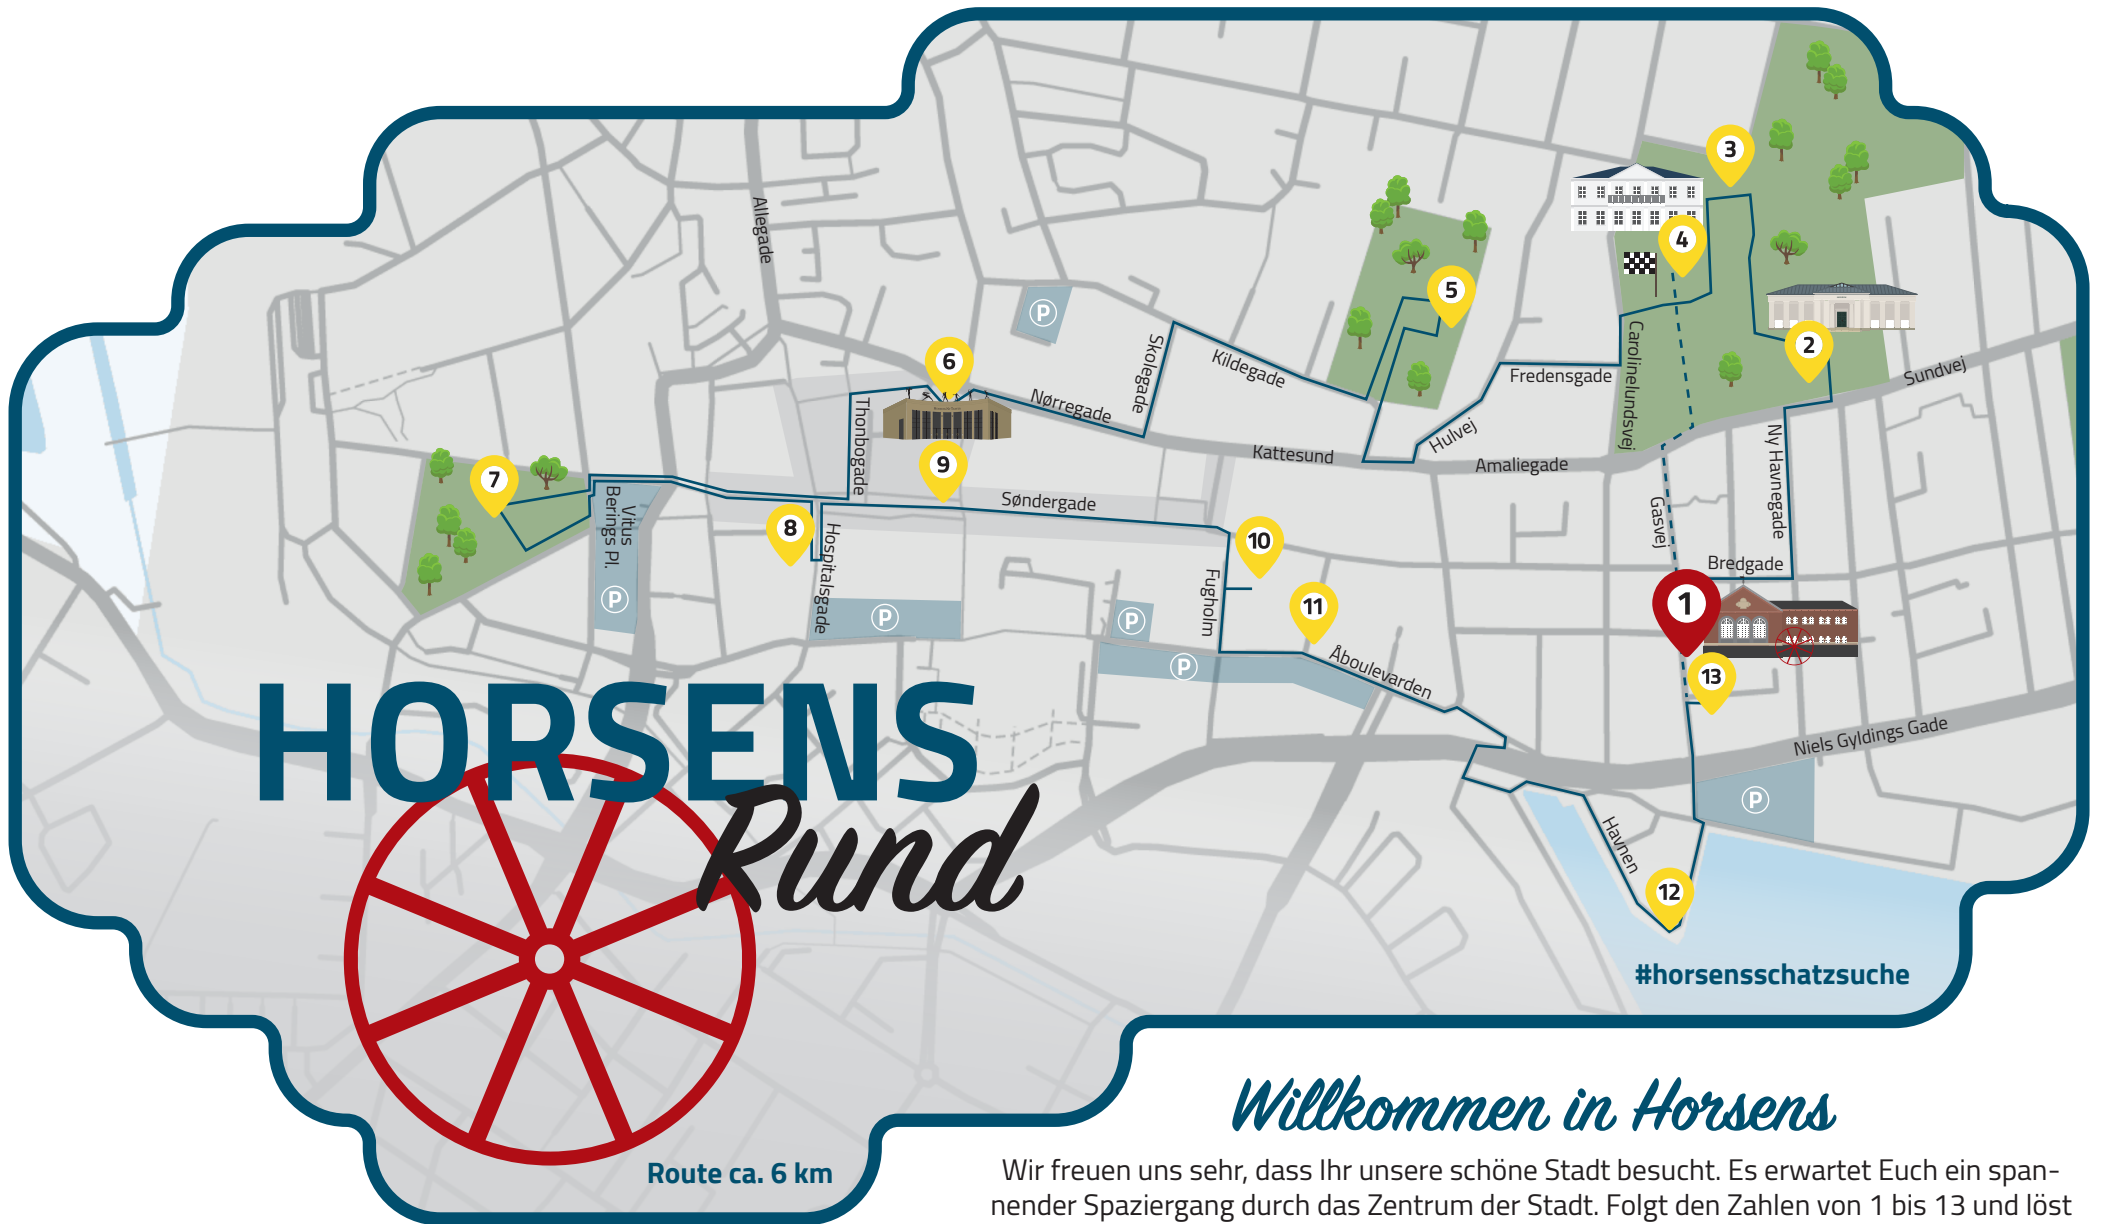 3
4
5
2
6
9
7
8
10
11
1
13
12
P
P
P
P
P
P
Allegade
Skolegade
Kildegade
Nørregade
Thonbogade
Kattesund
Hulvej
Fredensgade
Carolinelundsvej
Amaliegade
Sundvej
Ny Havnegade
Gasvej
Bredgade
Søndergade
Vitus
Berings Pl.
Hospitalsgade
Fugholm
Åboulevarden
Niels Gyldings Gade
Havnen
HORSENS
Rund
#horsensschatzsuche
Route ca. 6 km
Willkommen in Horsens
Wir freuen uns sehr, dass Ihr unsere schöne Stadt besucht. Es erwartet Euch ein span-
nender Spaziergang durch das Zentrum der Stadt. Folgt den Zahlen von 1 bis 13 und löst